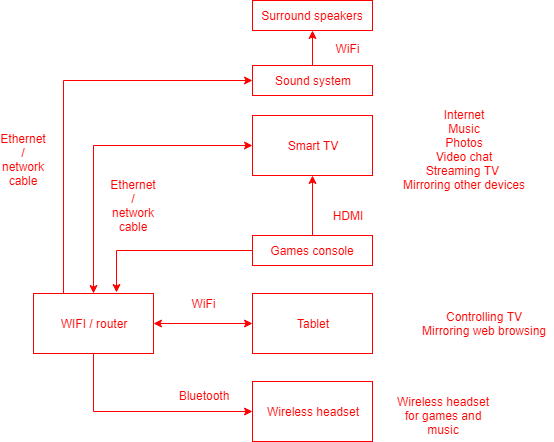 Surround speakers
WiFi
Sound system
Ethernet
/
network
cable
Smart TV
Internet
Music
Photos
Video chat
Streaming TV
Mirroring other devices
Ethernet
/
network
cable
HDMI
Games console
WIFI / router
WiFi
Tablet
Controlling TV
Mirroring web browsing
Bluetooth
Wireless headset
Wireless headset
for games and
music